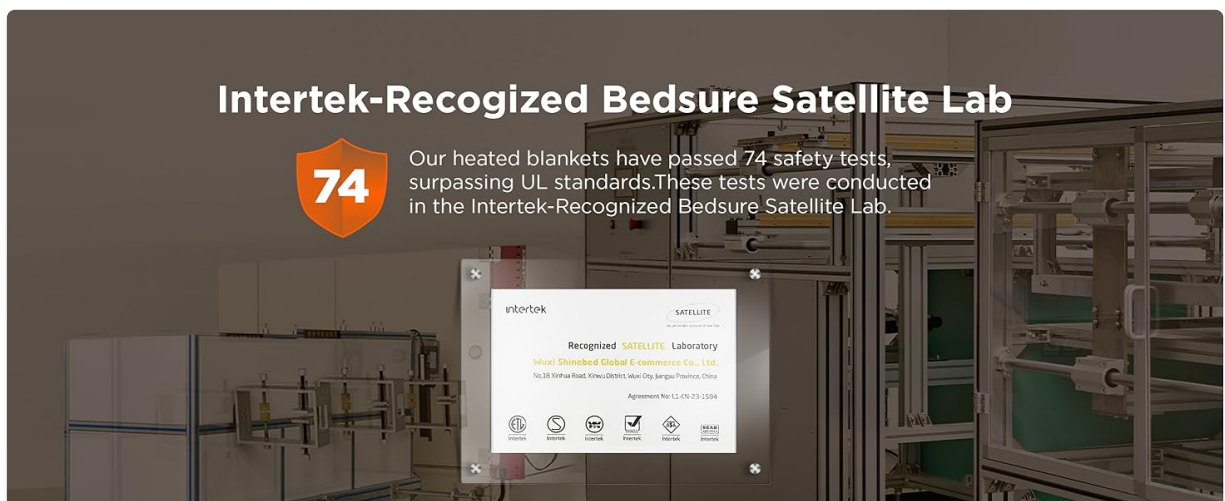 Intertek-Recogized Bedsure Satellite Lab
74
Our heated blankets have passed 74 safety tests,
surpassing UL standards.These tests were conducted
in the Intertek-Recognized Bedsure Satellite Lab.
intertek
SATELLITE
Recognized SATELLITE Laboratory
Wuxi Shinebed Global E-commerce Co., Ltd.
No.18 Xinhua Road, Xinwu District, Wuxi City, Jiangsu Province, China
Agreement No: L1-CN-23-1594
ETL
S
Intertek Intertek Intertek Intertek Intertek Intertek